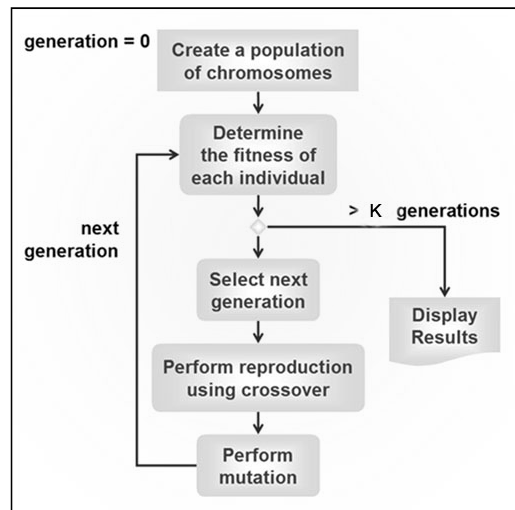 generation = 0
Create a population
of chromosomes
Determine
the fitness of
each individual
> K generations
next
generation
Select next
generation
Display
Results
Perform reproduction
using crossover
Perform
mutation